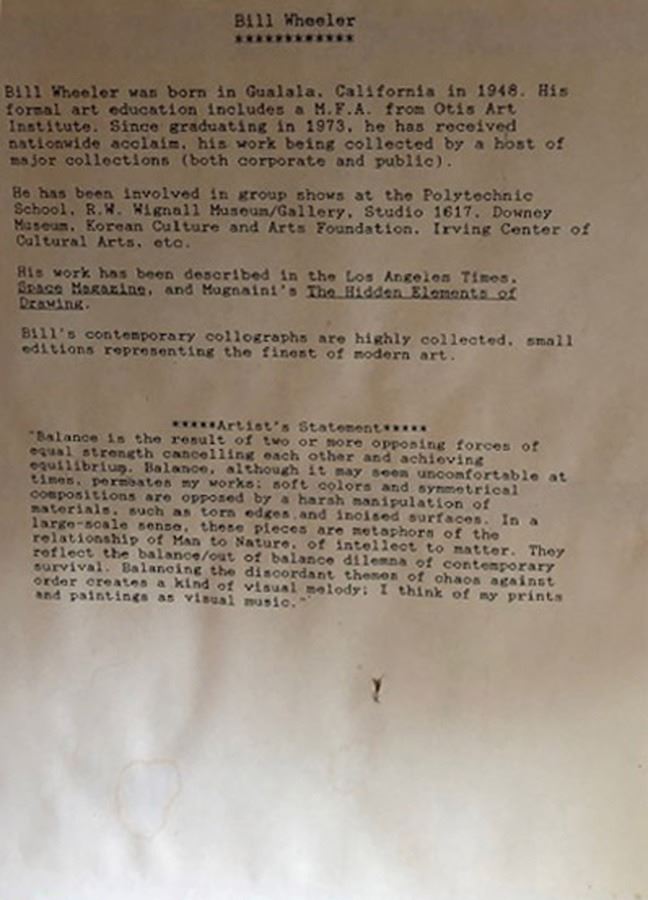 Bill Wheeler
************
Bill Wheeler was born in Gualala, California in 1948. His
formal art education includes a M.F.A. from Otis Art
Institute. Since graduating in 1973, he has received
nationwide acclaim, his work being collected by a host of
major collections (both corporate and public).
He has been involved in group shows at the Polytechnic
School, R.W. Wignall Museum/Gallery, Studio 1617, Downey
Museum, Korean Culture and Arts Foundation, Irving Center of
Cultural Arts, etc.
His work has been described in the Los Angeles Times,
Space Magazine, and Mugnaini's The Hidden Elements of
Drawing.
Bill's contemporary collographs are highly collected, small
editions representing the finest of modern art.
*****Artist's Statement*****
"Balance is the result of two or more opposing forces of
equal strength cancelling each other and achieving
equilibrium. Balance, although it may seem uncomfortable at
times, permeates my works: soft colors and symmetrical
compositions are opposed by a harsh manipulation of
materials, such as torn edges and incised surfaces. In a
large-scale sense, these pieces are metaphors of the
relationship of Man to Nature, of intellect to matter. They
reflect the balance/out of balance dilemna of contemporary
survival. Balancing the discordant themes of chaos against
order creates a kind of visual melody; I think of my prints
and paintings as visual music."